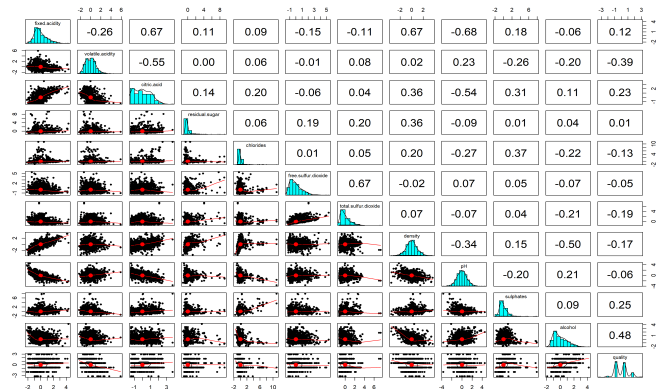 fixed.acidity -0.26 0.67 0.11 0.09 -0.15 -0.11 0.67 -0.68 0.18 -0.06 0.12
volatile.acidity -0.55 0.00 0.06 -0.01 0.08 0.02 0.23 -0.26 -0.20 -0.39
citric.acid 0.14 0.20 -0.06 0.04 0.36 -0.54 0.31 0.11 0.23
residual.sugar 0.06 0.19 0.20 0.36 -0.09 0.01 0.04 0.01
chlorides 0.01 0.05 0.20 -0.27 0.37 -0.22 -0.13
free.sulfur.dioxide 0.67 -0.02 0.07 0.05 -0.07 -0.05
total.sulfur.dioxide 0.07 -0.07 0.04 -0.21 -0.19
density -0.34 0.15 -0.50 -0.17
pH -0.20 0.21 -0.06
sulphates 0.09 0.25
alcohol 0.48
quality